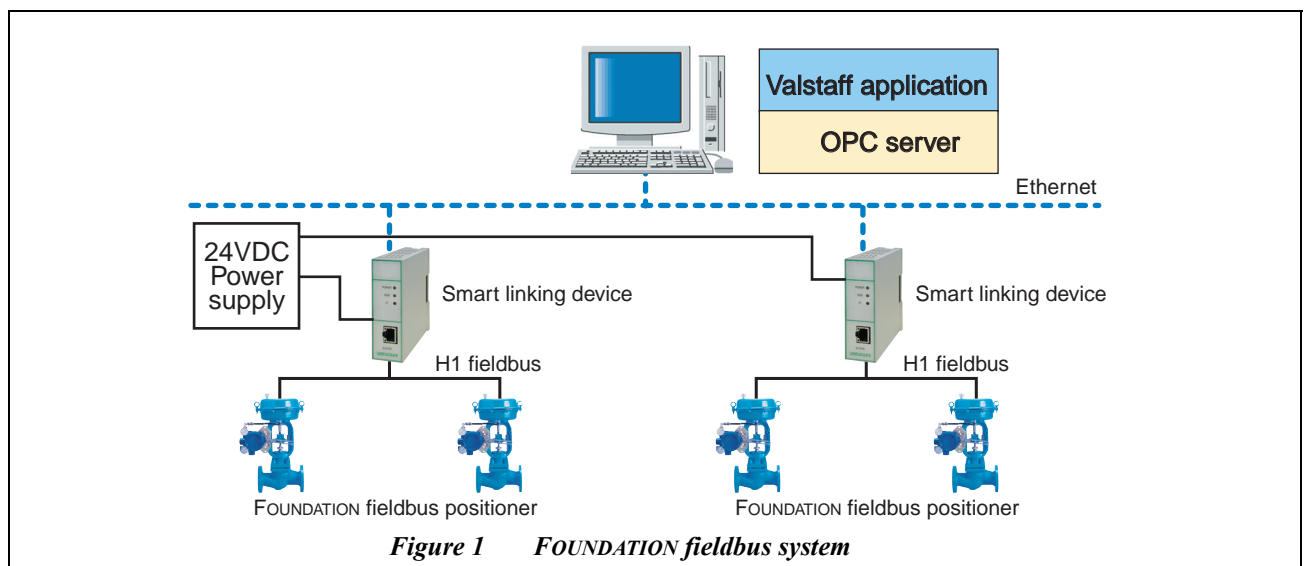 Valstaff application
OPC server
Ethernet
24VDC
Power
supply
Smart linking device
Smart linking device
H1 fieldbus
H1 fieldbus
FOUNDATION fieldbus positioner
FOUNDATION fieldbus positioner
Figure 1 FOUNDATION fieldbus system